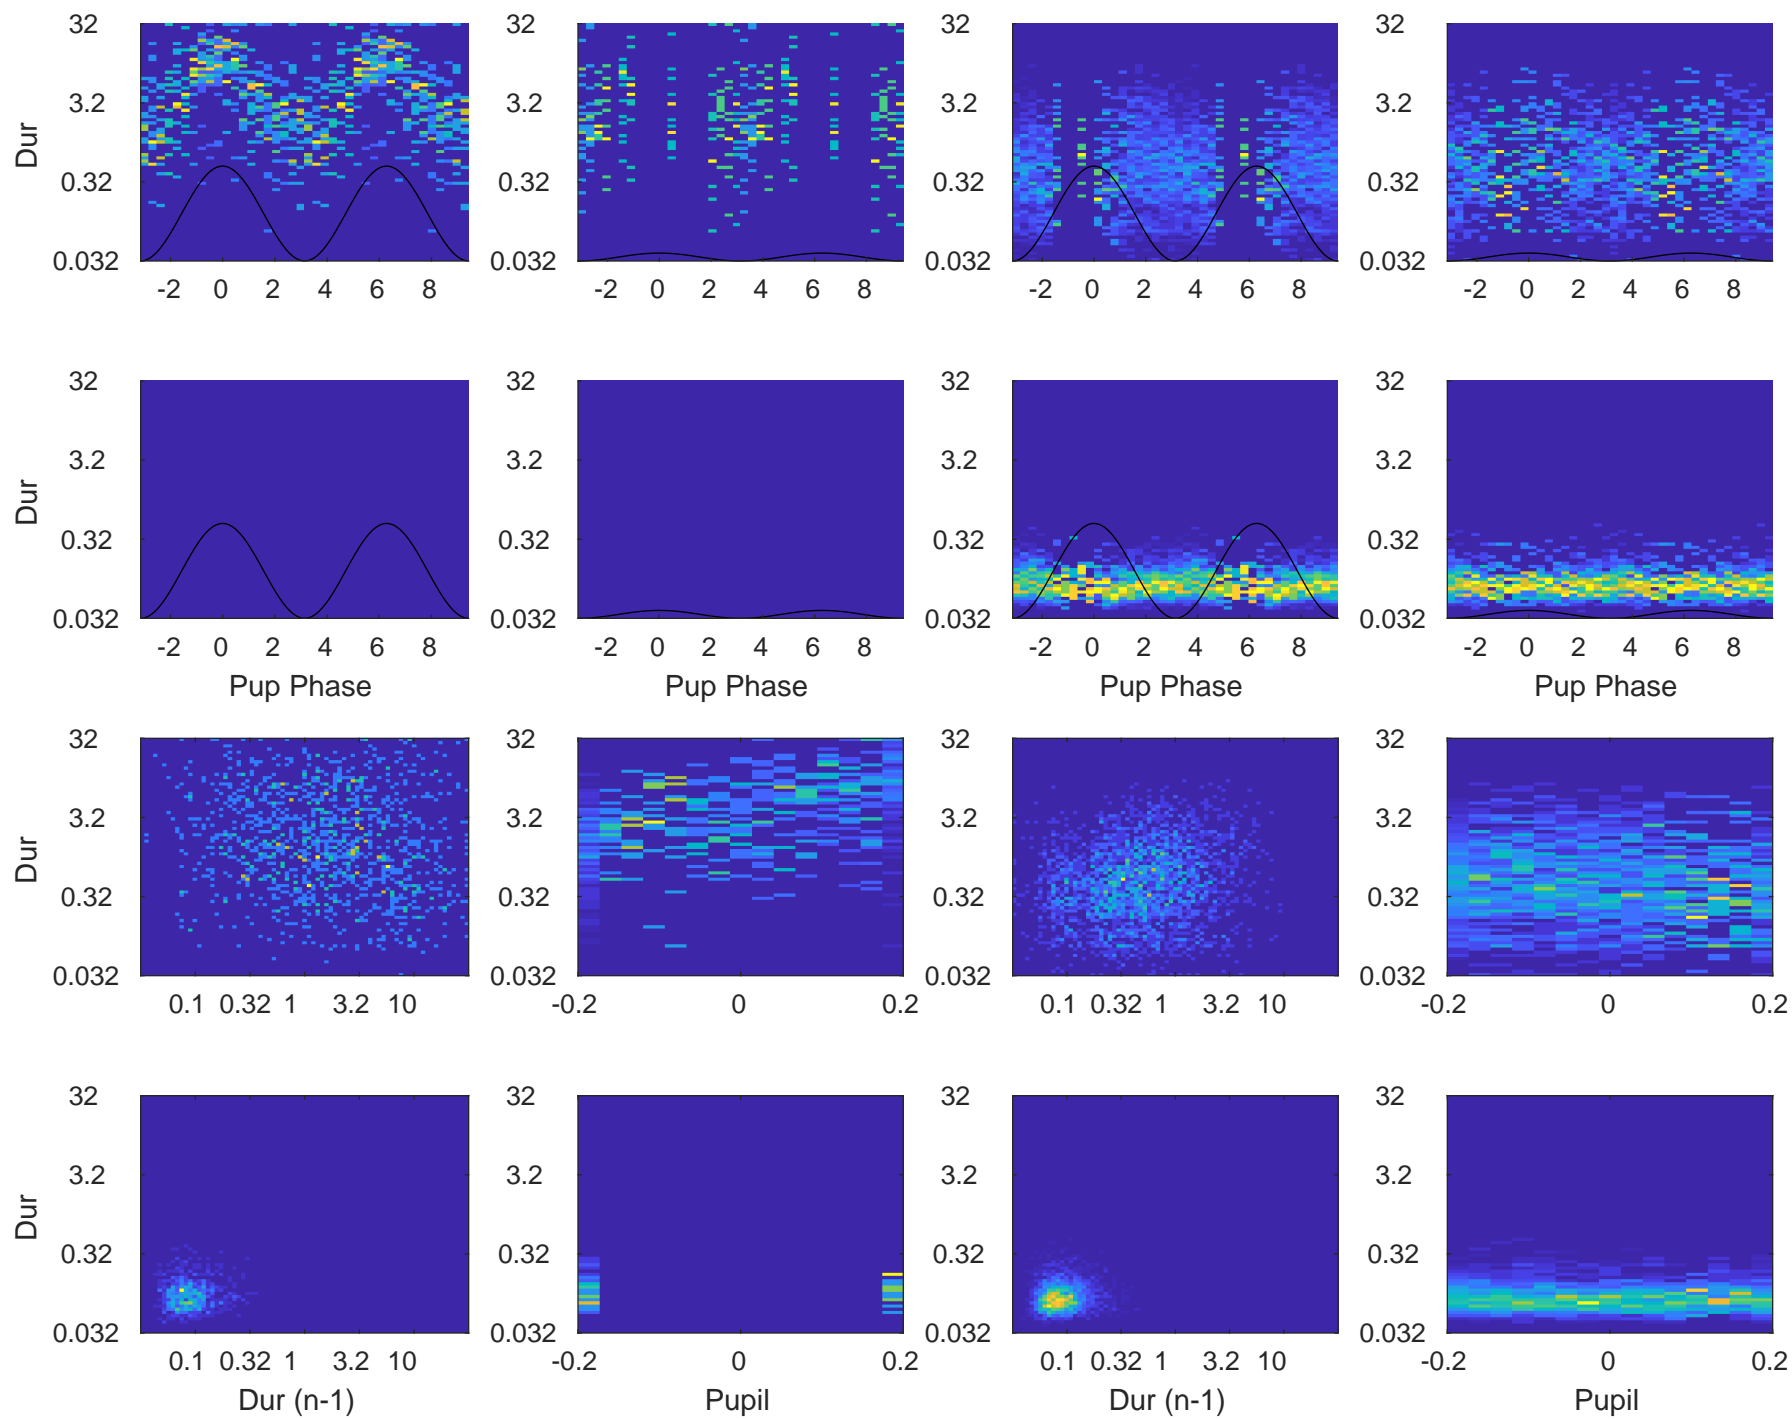 32 32 32 32
3.2 3.2 3.2 3.2
Dur
0.32 0.32 0.32 0.32
0.032 0.032 0.032 0.032
-2 0 2 4 6 8 -2 0 2 4 6 8 -2 0 2 4 6 8 -2 0 2 4 6 8
32 32 32 32
3.2 3.2 3.2 3.2
Dur
0.32 0.32 0.32 0.32
0.032 0.032 0.032 0.032
-2 0 2 4 6 8 -2 0 2 4 6 8 -2 0 2 4 6 8 -2 0 2 4 6 8
Pup Phase Pup Phase Pup Phase Pup Phase
32 32 32 32
3.2 3.2 3.2 3.2
Dur
0.32 0.32 0.32 0.32
0.032 0.032 0.032 0.032
0.1 0.32 1 3.2 10 -0.2 0 0.2 0.1 0.32 1 3.2 10 -0.2 0 0.2
32 32 32 32
3.2 3.2 3.2 3.2
Dur
0.32 0.32 0.32 0.32
0.032 0.032 0.032 0.032
0.1 0.32 1 3.2 10 -0.2 0 0.2 0.1 0.32 1 3.2 10 -0.2 0 0.2
Dur (n-1) Pupil Dur (n-1) Pupil